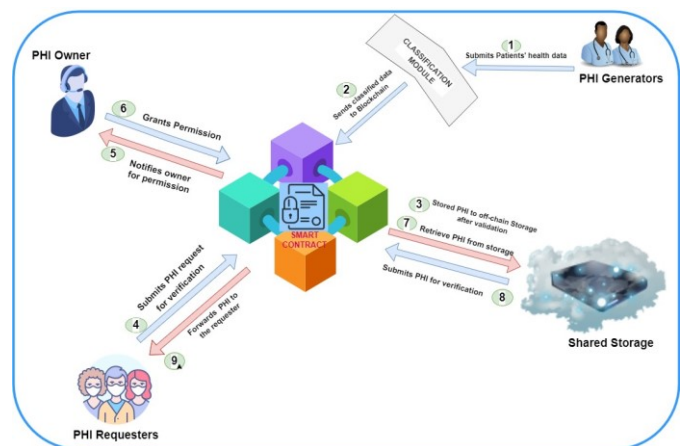 PHI Owner
1
Submits Patients' health data
PHI Generators
CLASSIFICATION
MODULE
2
Sends classified data
to Blockchain
6
Grants Permission
5
Notifies owner
for permission
SMART
CONTRACT
3
Stored PHI to off-chain Storage
after validation
7
Retrieve PHI from storage
Submits PHI for verification
8
Shared Storage
4
Submits PHI request
for verification
Forwards PHI to
the requester
9
PHI Requesters